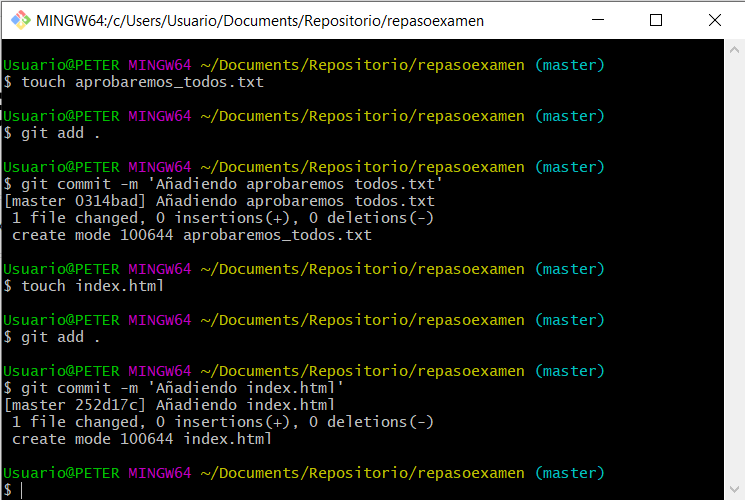 MINGW64:/c/Users/Usuario/Documents/Repositorio/repasoexamen
Usuario@PETER MINGW64 ~/Documents/Repositorio/repasoexamen (master)
$ touch aprobaremos_todos.txt
Usuario@PETER MINGW64 ~/Documents/Repositorio/repasoexamen (master)
$ git add .
Usuario@PETER MINGW64 ~/Documents/Repositorio/repasoexamen (master)
$ git commit -m 'Añadiendo aprobaremos todos.txt'
[master 0314bad] Añadiendo aprobaremos todos.txt
 1 file changed, 0 insertions(+), 0 deletions(-)
 create mode 100644 aprobaremos_todos.txt
Usuario@PETER MINGW64 ~/Documents/Repositorio/repasoexamen (master)
$ touch index.html
Usuario@PETER MINGW64 ~/Documents/Repositorio/repasoexamen (master)
$ git add .
Usuario@PETER MINGW64 ~/Documents/Repositorio/repasoexamen (master)
$ git commit -m 'Añadiendo index.html'
[master 252d17c] Añadiendo index.html
 1 file changed, 0 insertions(+), 0 deletions(-)
 create mode 100644 index.html
Usuario@PETER MINGW64 ~/Documents/Repositorio/repasoexamen (master)
$